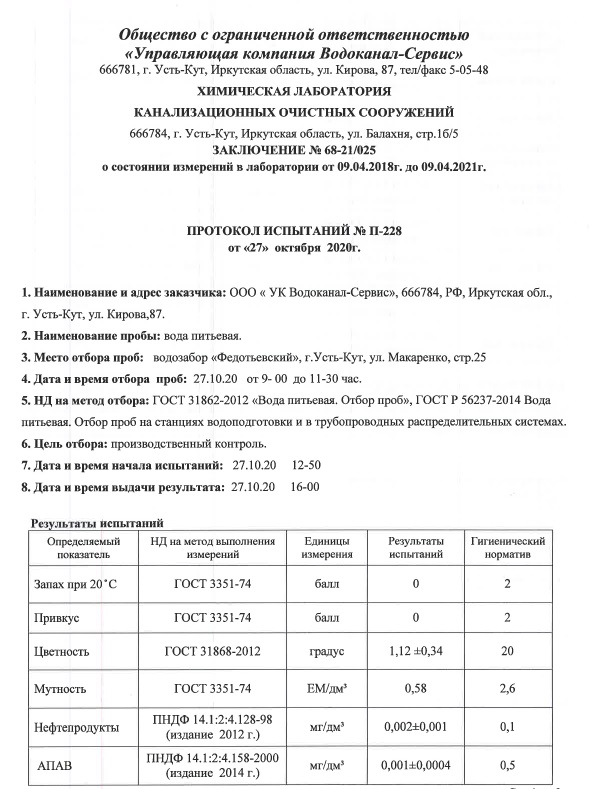 Общество с ограниченной ответственностью
«Управляющая компания Водоканал-Сервис»
666781, г. Усть-Кут, Иркутская область, ул. Кирова, 87, тел/факс 5-05-48
ХИМИЧЕСКАЯ ЛАБОРАТОРИЯ
КАНАЛИЗАЦИОННЫХ ОЧИСТНЫХ СООРУЖЕНИЙ
666784, г. Усть-Кут, Иркутская область, ул. Балахня, стр.1б/5
ЗАКЛЮЧЕНИЕ № 68-21/025
о состоянии измерений в лаборатории от 09.04.2018г. до 09.04.2021г.
ПРОТОКОЛ ИСПЫТАНИЙ № П-228
от «27» октября 2020г.
1. Наименование и адрес заказчика: ООО « УК Водоканал-Сервис», 666784, РФ, Иркутская обл.,
г. Усть-Кут, ул. Кирова,87.
2. Наименование пробы: вода питьевая.
3. Место отбора проб: водозабор «Федотьевский», г.Усть-Кут, ул. Макаренко, стр.25
4. Дата и время отбора проб: 27.10.20 от 9- 00 до 11-30 час.
5. НД на метод отбора: ГОСТ 31862-2012 «Вода питьевая. Отбор проб», ГОСТ Р 56237-2014 Вода
питьевая. Отбор проб на станциях водоподготовки и в трубопроводных распределительных системах.
6. Цель отбора: производственный контроль.
7. Дата и время начала испытаний: 27.10.20 12-50
8. Дата и время выдачи результата: 27.10.20 16-00
Результаты испытаний
Определяемый показатель НД на метод выполнения измерений Единицы измерения Результаты испытаний Гигиенический норматив
Запах при 20˚С ГОСТ 3351-74 балл 0 2
Привкус ГОСТ 3351-74 балл 0 2
Цветность ГОСТ 31868-2012 градус 1,12 ±0,34 20
Мутность ГОСТ 3351-74 ЕМ/дм³ 0,58 2,6
Нефтепродукты ПНДФ 14.1:2:4.128-98 (издание 2012 г.) мг/дм³ 0,002±0,001 0,1
АПАВ ПНДФ 14.1:2:4.158-2000 (издание 2014 г.) мг/дм³ 0,001±0,0004 0,5